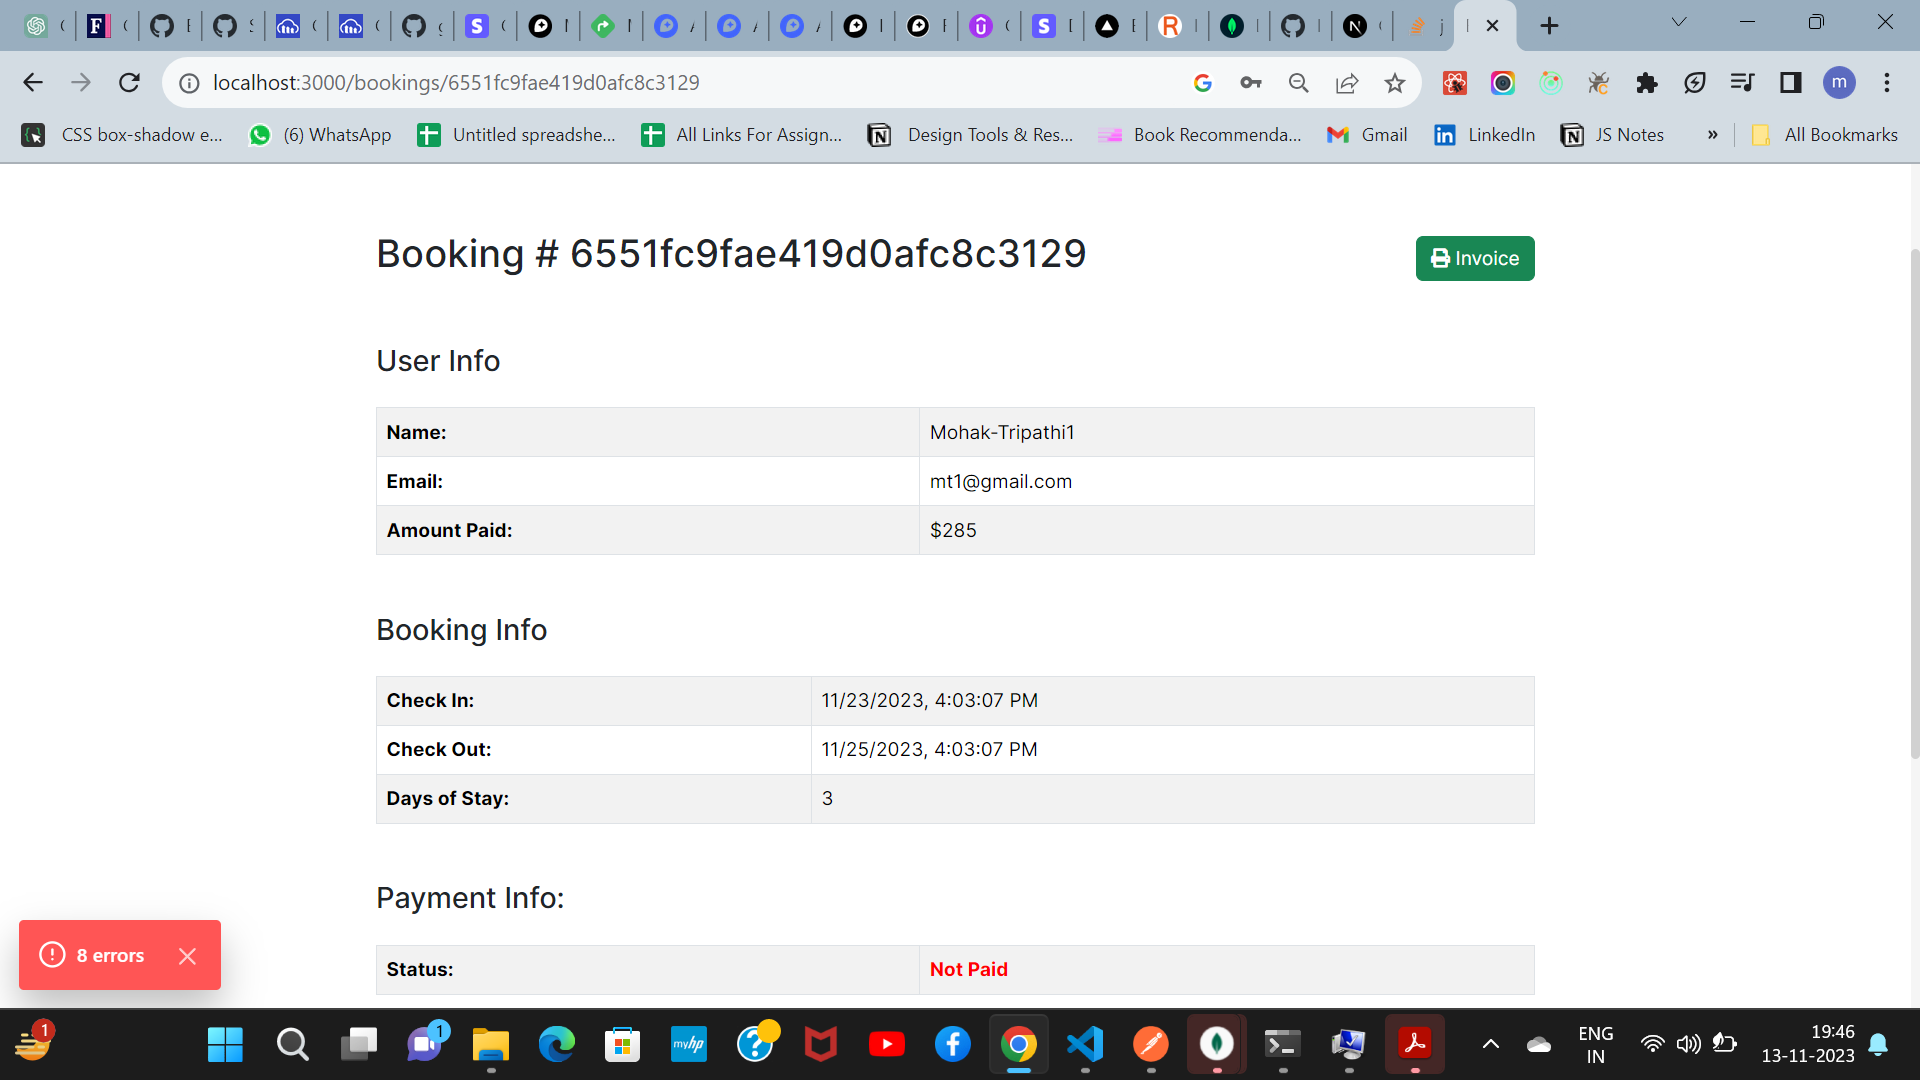 localhost:3000/bookings/6551fc9fae419d0afc8c3129
m
CSS box-shadow e...
(6) WhatsApp
Untitled spreadshe...
All Links For Assign...
Design Tools & Res...
Book Recommenda...
Gmail
LinkedIn
JS Notes
»
All Bookmarks
Booking # 6551fc9fae419d0afc8c3129
Invoice
User Info
Name: Mohak-Tripathi1
Email: mt1@gmail.com
Amount Paid: $285
Booking Info
Check In: 11/23/2023, 4:03:07 PM
Check Out: 11/25/2023, 4:03:07 PM
Days of Stay: 3
Payment Info:
Status: Not Paid
8 errors
1
1
myhp
ENG
IN
19:46
13-11-2023